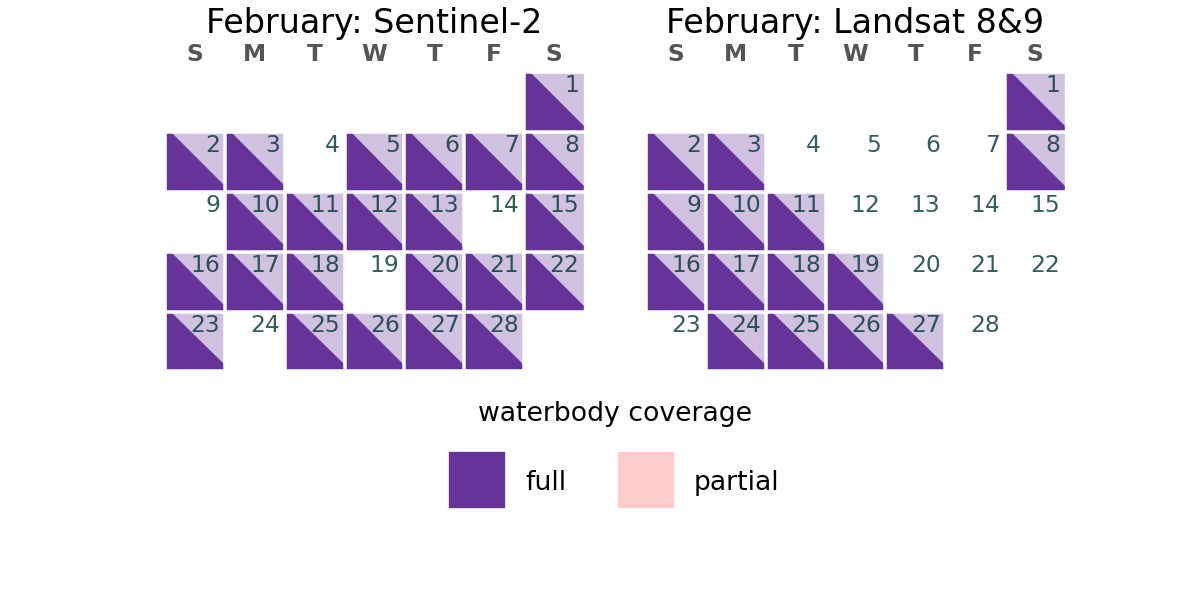 February: Sentinel-2
S M T W T F S
1
2 3 4 5 6 7 8
9 10 11 12 13 14 15
16 17 18 19 20 21 22
23 24 25 26 27 28
February: Landsat 8&9
S M T W T F S
1
2 3 4 5 6 7 8
9 10 11 12 13 14 15
16 17 18 19 20 21 22
23 24 25 26 27 28
waterbody coverage
full partial